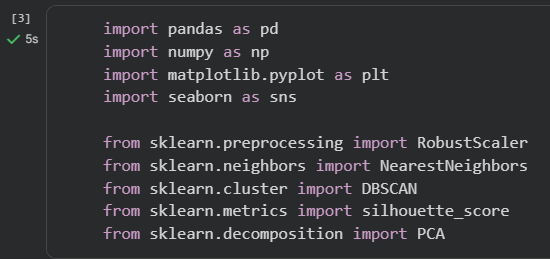 [3]
5s
import pandas as pd
import numpy as np
import matplotlib.pyplot as plt
import seaborn as sns
from sklearn.preprocessing import RobustScaler
from sklearn.neighbors import NearestNeighbors
from sklearn.cluster import DBSCAN
from sklearn.metrics import silhouette_score
from sklearn.decomposition import PCA